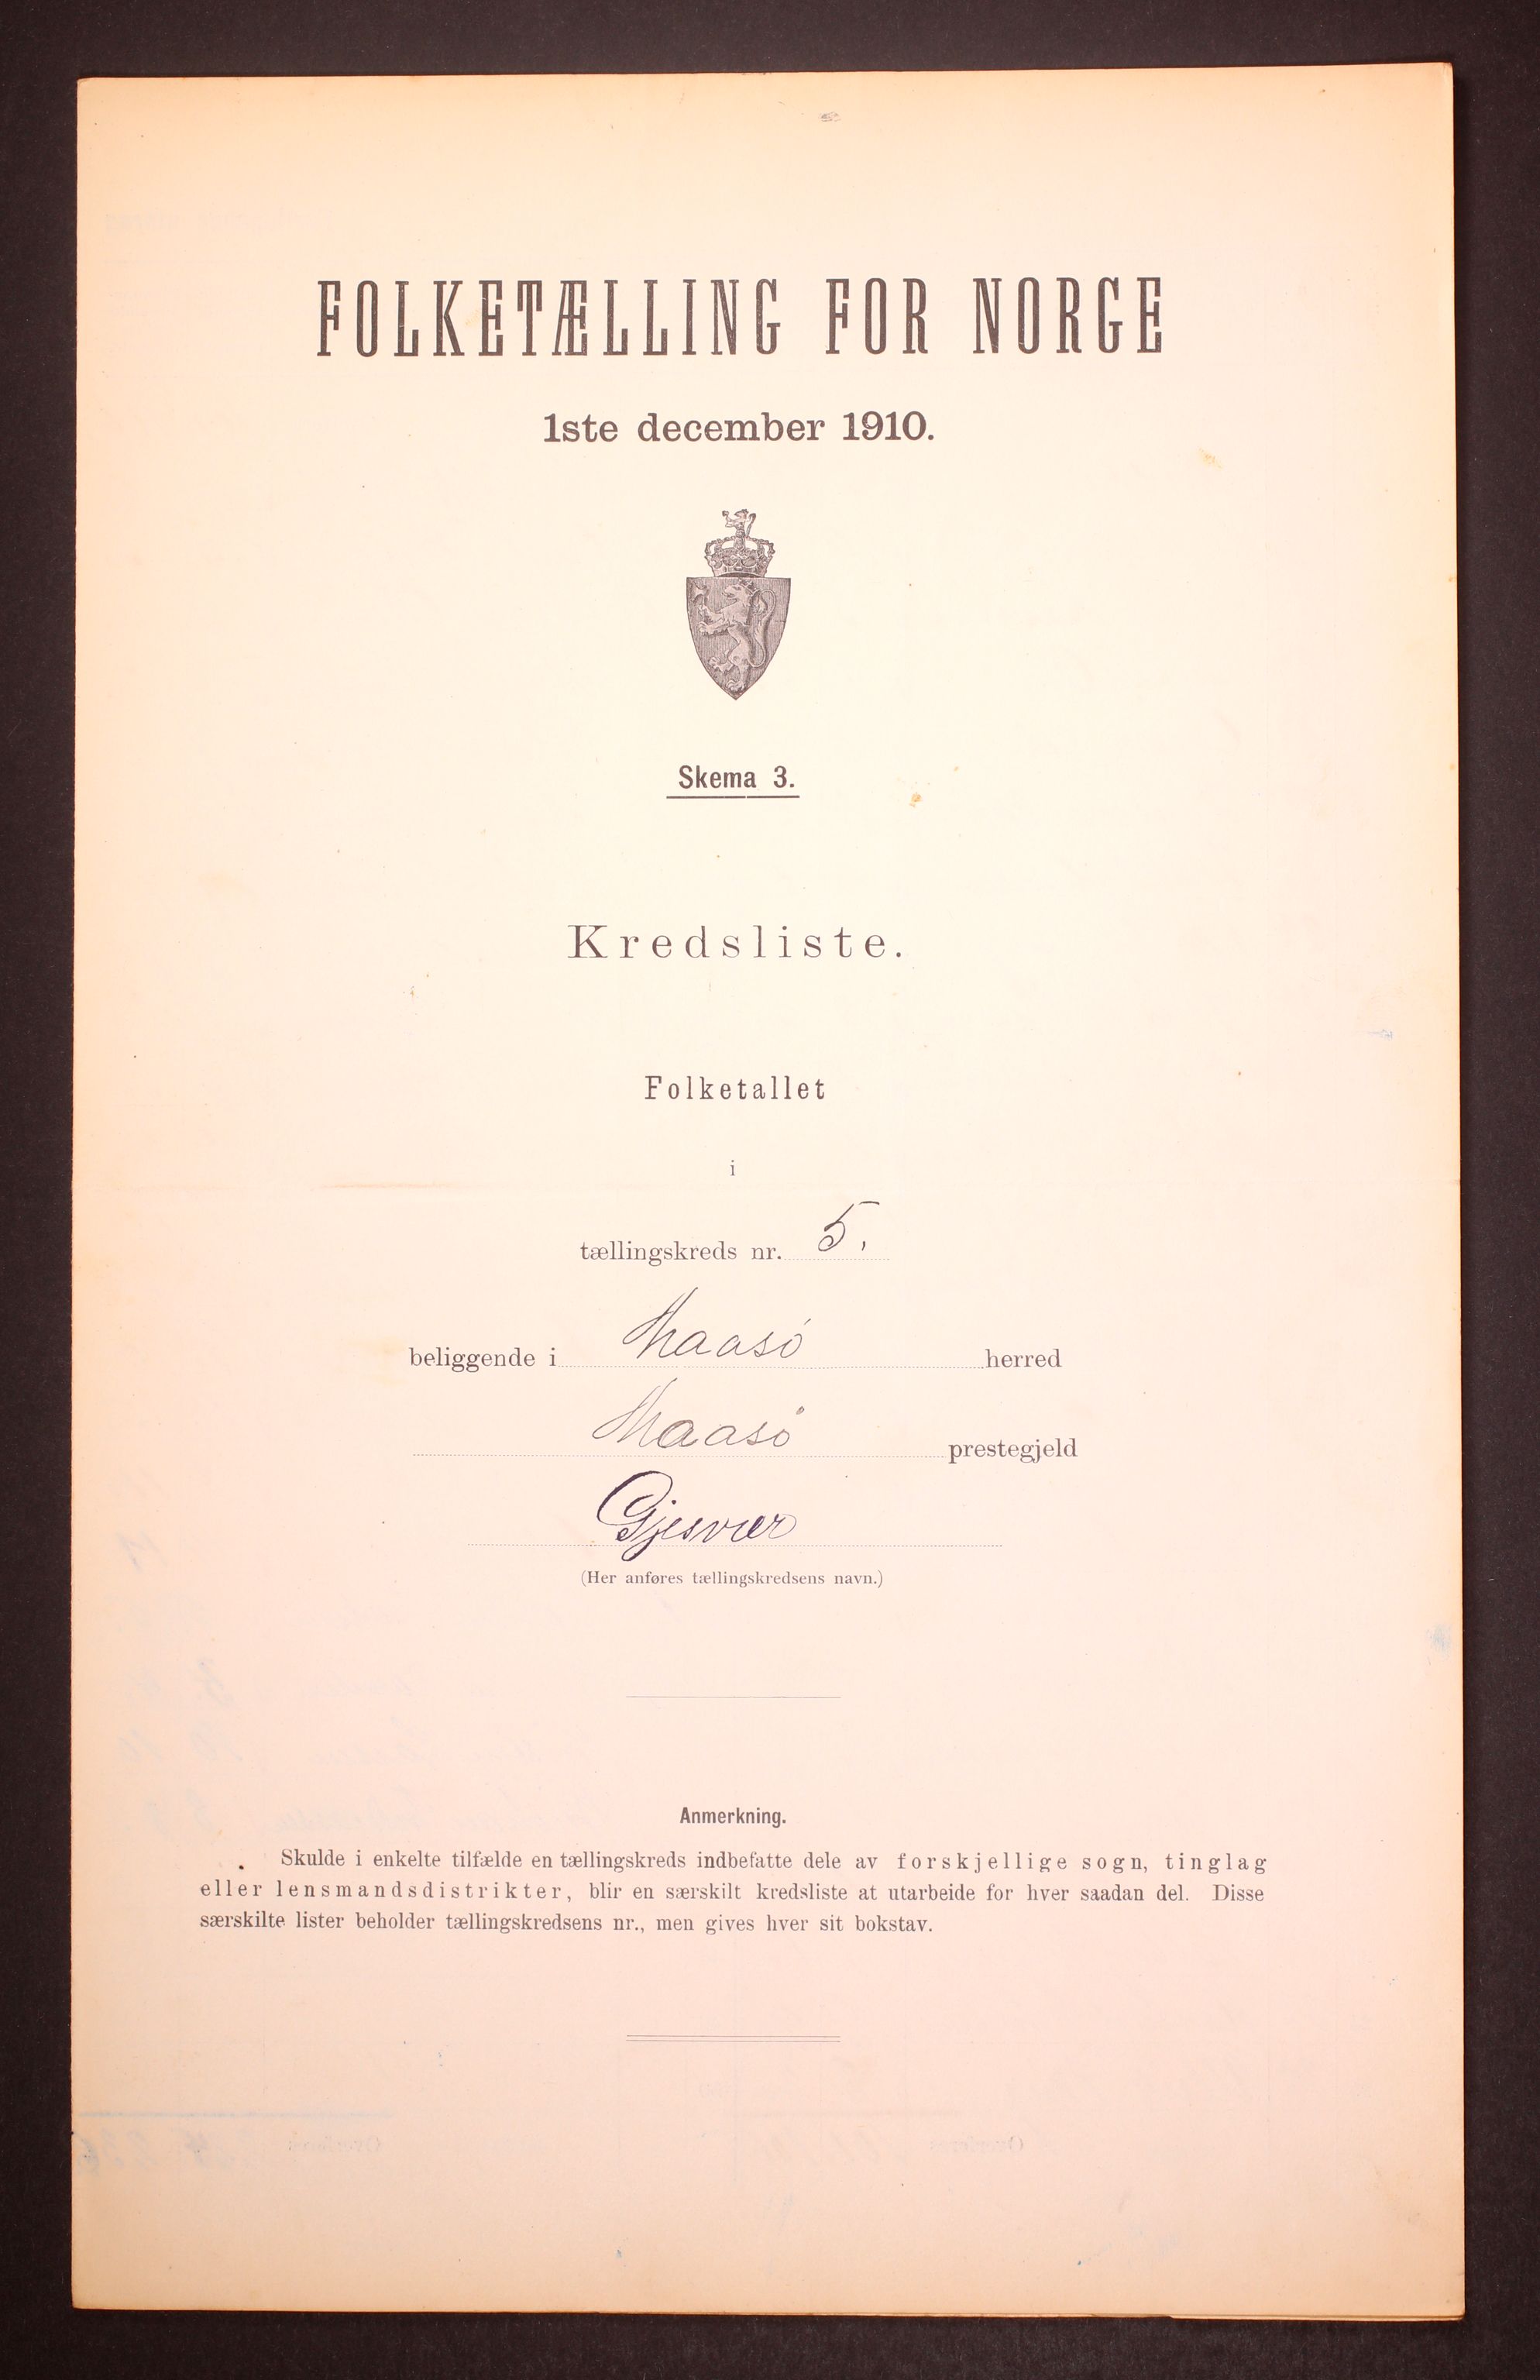 FOLKETÆLLING FOR NORGE
1ste december 1910.
Skema 3.
Kredsliste.
Folketallet
i
tællingskreds nr. 5.
beliggende i Maasø herred
Maasø prestegjeld
Gjesvær
(Her anføres tællingskredsens navn.)
Anmerkning.
Skulde i enkelte tilfælde en tællingskreds indbefatte dele av forskjellige sogn, tinglag
eller lensmandsdistrikter, blir en særskilt kredsliste at utarbeide for hver saadan del. Disse
særskilte lister beholder tællingskredsens nr., men gives hver sit bokstav.